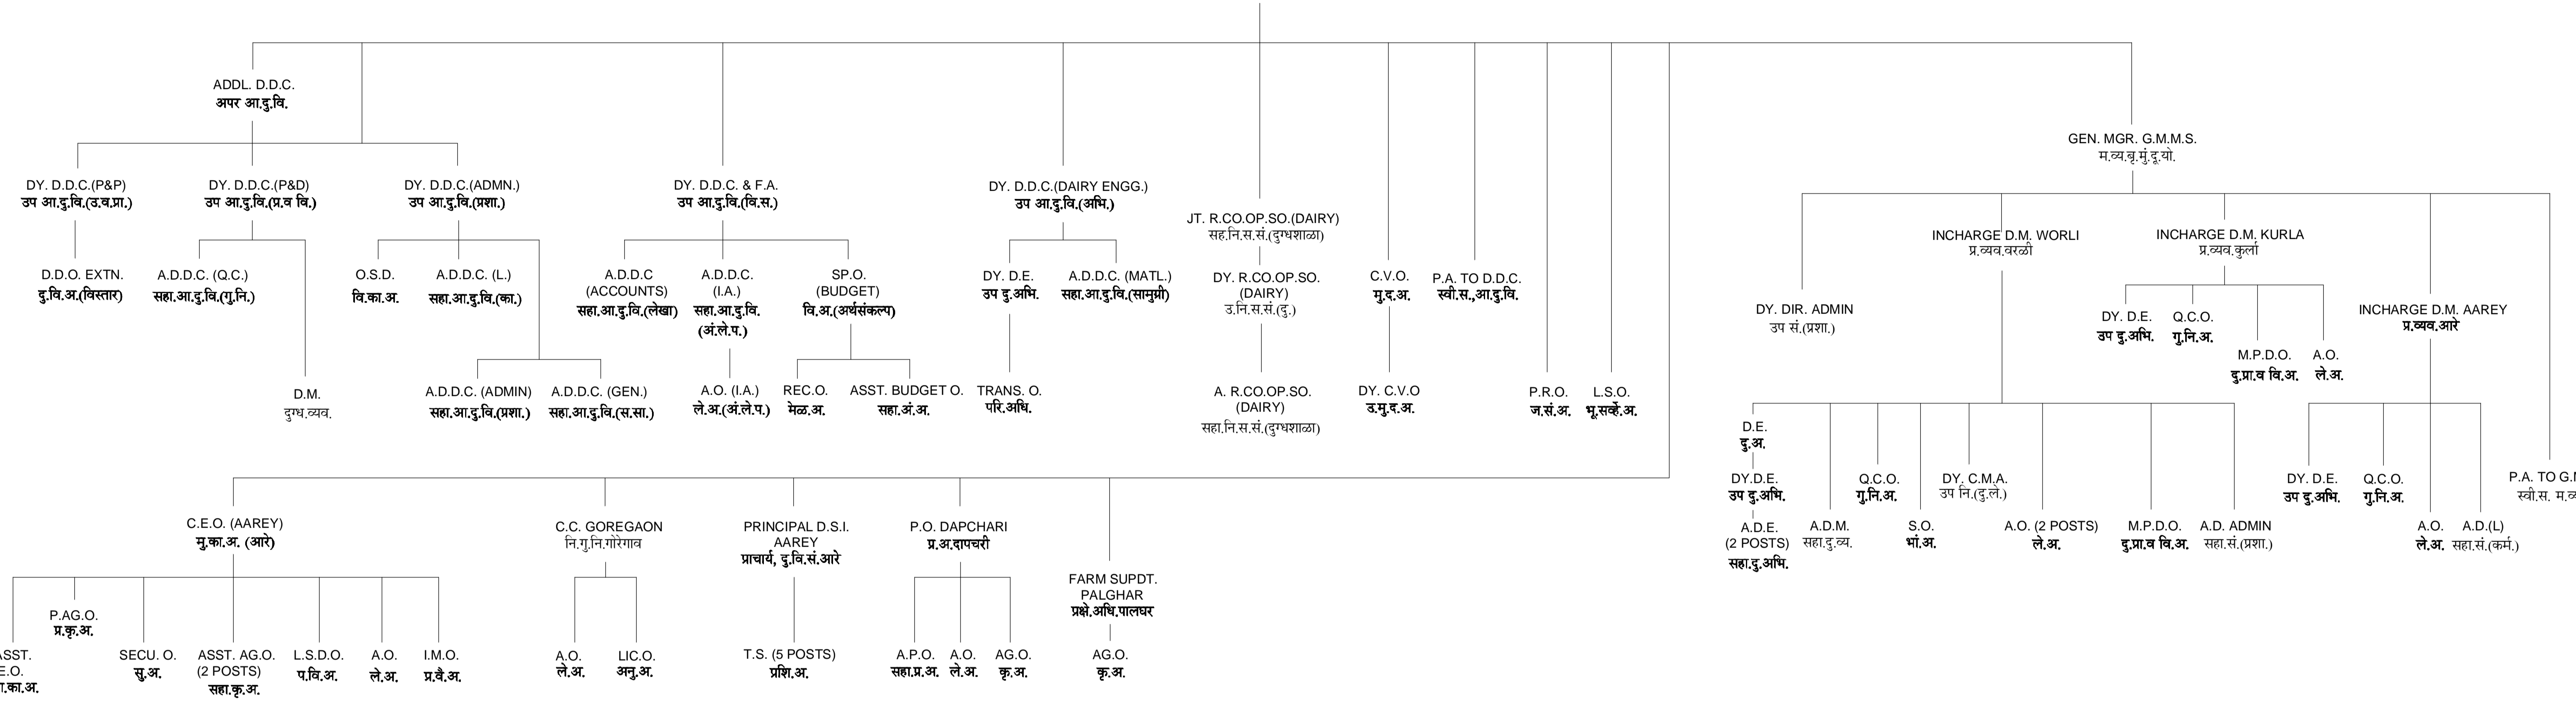 ADDL. D.D.C.
अपर आ.दु.वि.
GEN. MGR. G.M.M.S.
म.व्य.बृ.मुं.दू.यो.
DY. D.D.C.(P&P)
उप आ.दु.वि.(उ.व.प्रा.)
DY. D.D.C.(P&D)
उप आ.दु.वि.(प्र.व वि.)
DY. D.D.C.(ADMN.)
उप आ.दु.वि.(प्रशा.)
DY. D.D.C. & F.A.
उप आ.दु.वि.(वि.स.)
DY. D.D.C.(DAIRY ENGG.)
उप आ.दु.वि.(अभि.)
JT. R.CO.OP.SO.(DAIRY)
सह.नि.स.सं.(दुग्धशाळा)
INCHARGE D.M. WORLI
प्र.व्यव.वरळी
INCHARGE D.M. KURLA
प्र.व्यव.कुर्ला
D.D.O. EXTN.
दु.वि.अ.(विस्तार)
A.D.D.C. (Q.C.)
सहा.आ.दु.वि.(गु.नि.)
O.S.D.
वि.का.अ.
A.D.D.C. (L.)
सहा.आ.दु.वि.(का.)
A.D.D.C
(ACCOUNTS)
सहा.आ.दु.वि.(लेखा)
A.D.D.C.
(I.A.)
सहा.आ.दु.वि.
(अं.ले.प.)
SP.O.
(BUDGET)
वि.अ.(अर्थसंकल्प)
DY. D.E.
उप दु.अभि.
A.D.D.C. (MATL.)
सहा.आ.दु.वि.(सामुग्री)
DY. R.CO.OP.SO.
(DAIRY)
उ.नि.स.सं.(दु.)
C.V.O.
मु.द.अ.
P.A. TO D.D.C.
स्वी.स.,आ.दु.वि.
DY. DIR. ADMIN
उप सं.(प्रशा.)
DY. D.E.
उप दु.अभि.
Q.C.O.
गु.नि.अ.
INCHARGE D.M. AAREY
प्र.व्यव.आरे
M.P.D.O.
दु.प्रा.व वि.अ.
A.O.
ले.अ.
D.M.
दुग्ध.व्यव.
A.D.D.C. (ADMIN)
सहा.आ.दु.वि.(प्रशा.)
A.D.D.C. (GEN.)
सहा.आ.दु.वि.(स.सा.)
A.O. (I.A.)
ले.अ.(अं.ले.प.)
REC.O.
मेळ.अ.
ASST. BUDGET O.
सहा.अं.अ.
TRANS. O.
परि.अधि.
A. R.CO.OP.SO.
(DAIRY)
सहा.नि.स.सं.(दुग्धशाळा)
DY. C.V.O
उ.मु.द.अ.
P.R.O.
ज.सं.अ.
L.S.O.
भू.सर्व्हे.अ.
D.E.
दु.अ.
DY.D.E.
उप दु.अभि.
Q.C.O.
गु.नि.अ.
DY. C.M.A.
उप नि.(दु.ले.)
DY. D.E.
उप दु.अभि.
Q.C.O.
गु.नि.अ.
P.A. TO G.
स्वी.स. म.
A.D.E.
(2 POSTS)
सहा.दु.अभि.
A.D.M.
सहा.दु.व्य.
S.O.
भां.अ.
A.O. (2 POSTS)
ले.अ.
M.P.D.O.
दु.प्रा.व वि.अ.
A.D. ADMIN
सहा.सं.(प्रशा.)
A.O.
ले.अ.
A.D.(L)
सहा.सं.(कर्म.)
C.E.O. (AAREY)
मु.का.अ. (आरे)
C.C. GOREGAON
नि.गु.नि.गोरेगाव
PRINCIPAL D.S.I.
AAREY
प्राचार्य, दु.वि.सं.आरे
P.O. DAPCHARI
प्र.अ.दापचरी
FARM SUPDT.
PALGHAR
प्रक्षे.अधि.पालघर
P.AG.O.
प्र.कृ.अ.
SST.
E.O.
.का.अ.
SECU. O.
सु.अ.
ASST. AG.O.
(2 POSTS)
सहा.कृ.अ.
L.S.D.O.
प.वि.अ.
A.O.
ले.अ.
I.M.O.
प्र.वै.अ.
A.O.
ले.अ.
LIC.O.
अनु.अ.
T.S. (5 POSTS)
प्रशि.अ.
A.P.O.
सहा.प्र.अ.
A.O.
ले.अ.
AG.O.
कृ.अ.
AG.O.
कृ.अ.